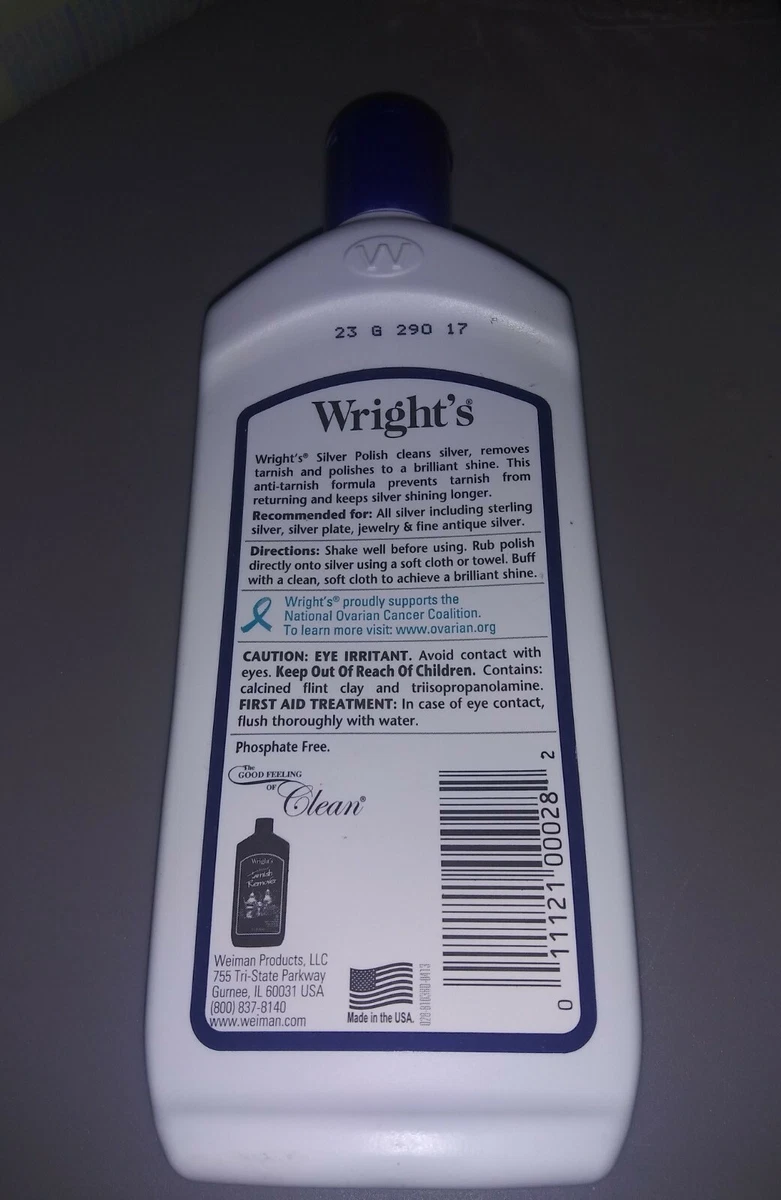 W
23 G 290 17
Wright's®
Wright's® Silver Polish cleans silver, removes
tarnish and polishes to a brilliant shine. This
anti-tarnish formula prevents tarnish from
returning and keeps silver shining longer.
Recommended for: All silver including sterling
silver, silver plate, jewelry & fine antique silver.
Directions: Shake well before using. Rub polish
directly onto silver using a soft cloth or towel. Buff
with a clean, soft cloth to achieve a brilliant shine.
Wright's® proudly supports the
National Ovarian Cancer Coalition.
To learn more visit: www.ovarian.org
CAUTION: EYE IRRITANT. Avoid contact with
eyes. Keep Out Of Reach Of Children. Contains:
calcined flint clay and triisopropanolamine.
FIRST AID TREATMENT: In case of eye contact,
flush thoroughly with water.
Phosphate Free.
The
GOOD FEELING
OF Clean®
Wright's
Tarnish
Remover
Weiman Products, LLC
755 Tri-State Parkway
Gurnee, IL 60031 USA
(800) 837-8140
www.weiman.com
Made in the USA.
0 11121 00028 2